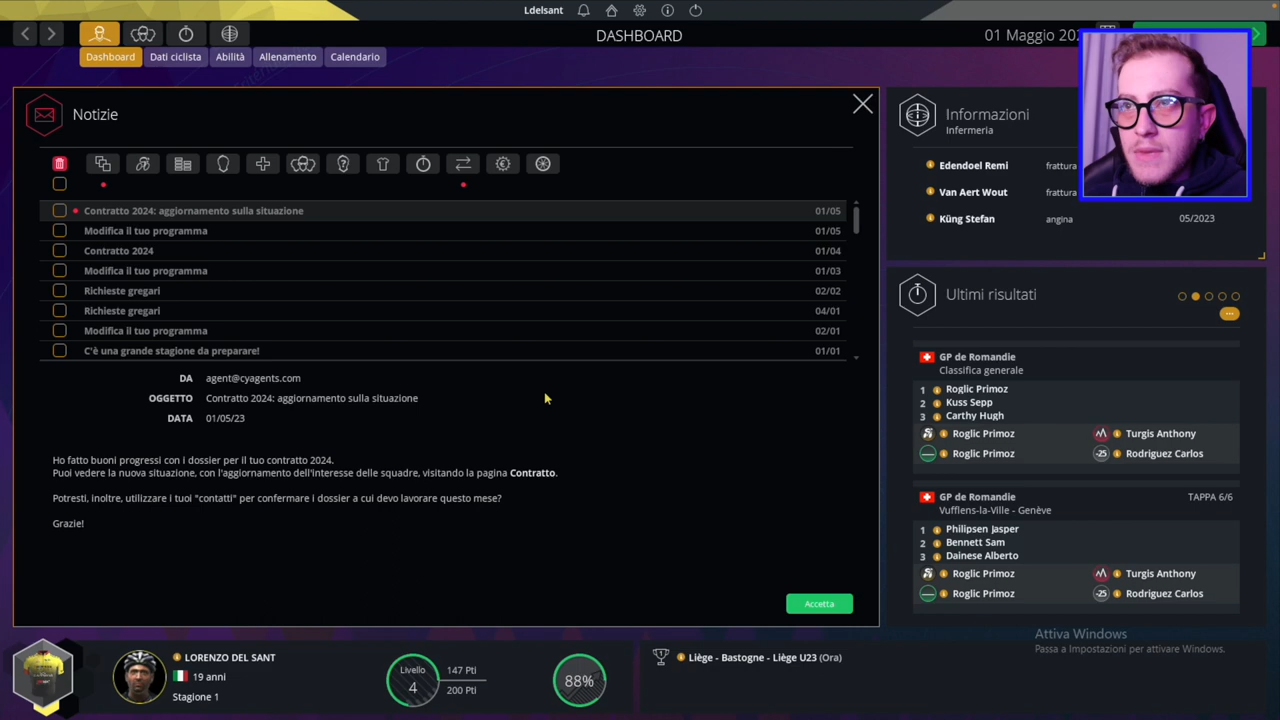 Ldelsant
DASHBOARD
01 Maggio 202
Dashboard
Dati ciclista
Abilità
Allenamento
Calendario
Notizie
Contratto 2024: aggiornamento sulla situazione 01/05
Modifica il tuo programma 01/05
Contratto 2024 01/04
Modifica il tuo programma 01/03
Richieste gregari 02/02
Richieste gregari 04/01
Modifica il tuo programma 02/01
C'è una grande stagione da preparare! 01/01
DA agent@cyagents.com
OGGETTO Contratto 2024: aggiornamento sulla situazione
DATA 01/05/23
Ho fatto buoni progressi con i dossier per il tuo contratto 2024.
Puoi vedere la nuova situazione, con l'aggiornamento dell'interesse delle squadre, visitando la pagina Contratto.
Potresti, inoltre, utilizzare i tuoi "contatti" per confermare i dossier a cui devo lavorare questo mese?
Grazie!
Accetta
Informazioni
Infermeria
Edendoel Remi frattura
Van Aert Wout frattura
Küng Stefan angina 05/2023
Ultimi risultati
GP de Romandie
Classifica generale
1 Roglic Primoz
2 Kuss Sepp
3 Carthy Hugh
Roglic Primoz Turgis Anthony
Roglic Primoz -25 Rodriguez Carlos
GP de Romandie TAPPA 6/6
Vufflens-la-Ville - Genève
1 Philipsen Jasper
2 Bennett Sam
3 Dainese Alberto
Roglic Primoz Turgis Anthony
Roglic Primoz -25 Rodriguez Carlos
Attiva Windows
Passa a Impostazioni per attivare Windows.
LORENZO DEL SANT
19 anni
Stagione 1
Livello
4
147 Pti
200 Pti
88%
Liège - Bastogne - Liège U23 (Ora)